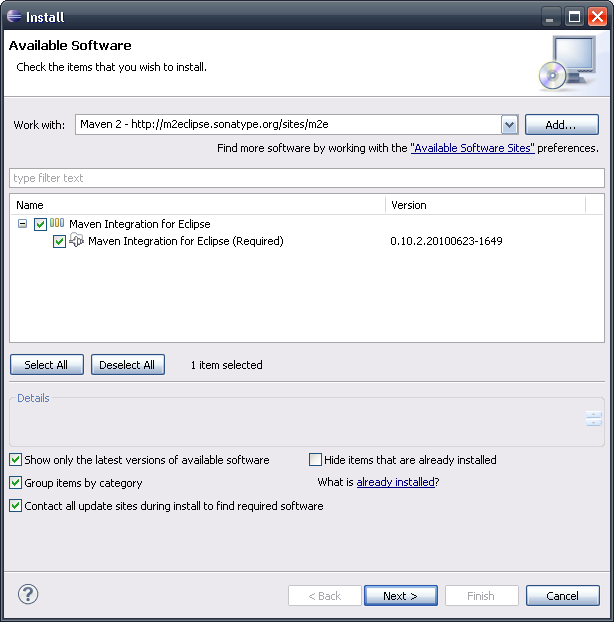 Install
Available Software
Check the items that you wish to install.
Work with: Maven 2 - http://m2eclipse.sonatype.org/sites/m2e Add...
Find more software by working with the "Available Software Sites" preferences.
type filter text
Name Version
Maven Integration for Eclipse
Maven Integration for Eclipse (Required) 0.10.2.20100623-1649
Select All Deselect All 1 item selected
Details
Show only the latest versions of available software Hide items that are already installed
Group items by category What is already installed?
Contact all update sites during install to find required software
? < Back Next > Finish Cancel